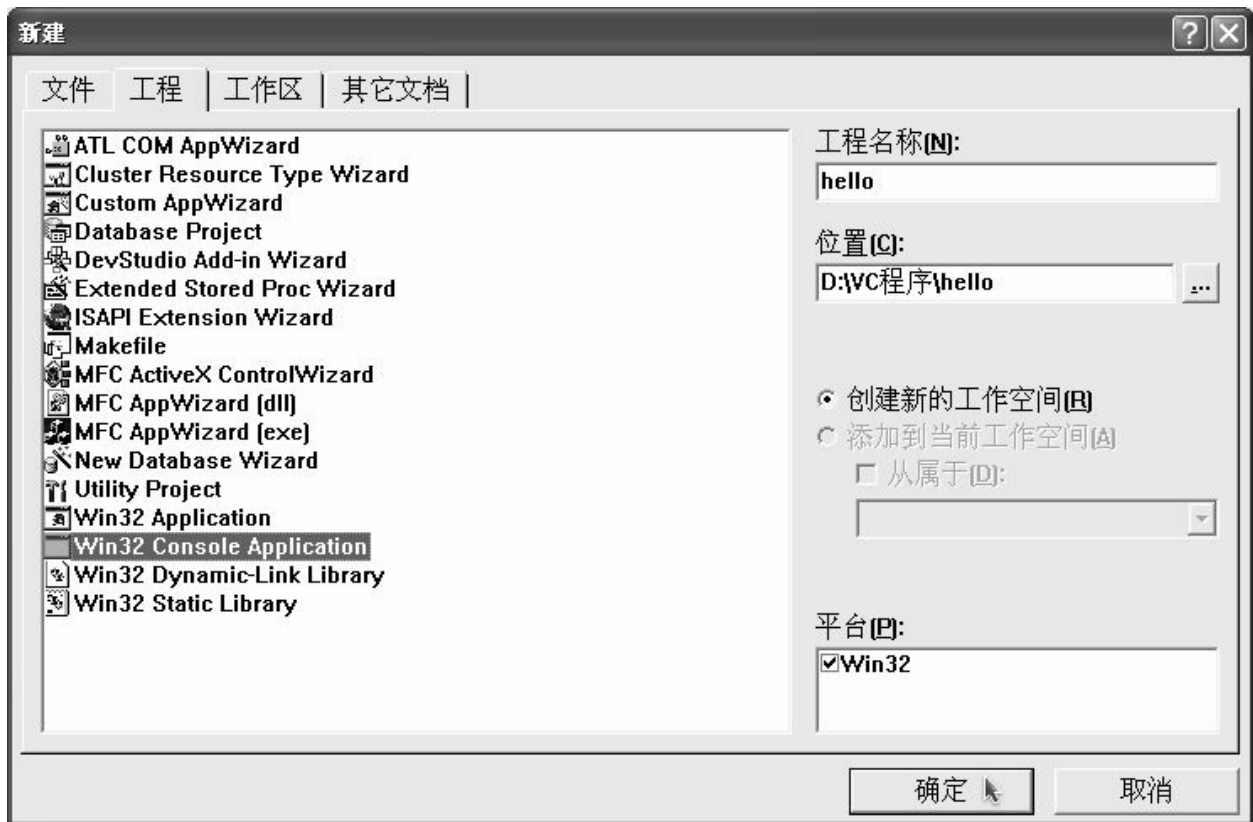 新建
文件 工程 工作区 其它文档
ATL COM AppWizard
Cluster Resource Type Wizard
Custom AppWizard
Database Project
DevStudio Add-in Wizard
Extended Stored Proc Wizard
ISAPI Extension Wizard
Makefile
MFC ActiveX ControlWizard
MFC AppWizard (dll)
MFC AppWizard (exe)
New Database Wizard
Utility Project
Win32 Application
Win32 Console Application
Win32 Dynamic-Link Library
Win32 Static Library
工程名称(N):
hello
位置(C):
D:\VC程序\hello
...
创建新的工作空间(R)
添加到当前工作空间(A)
从属于(D):
平台(P):
Win32
确定
取消